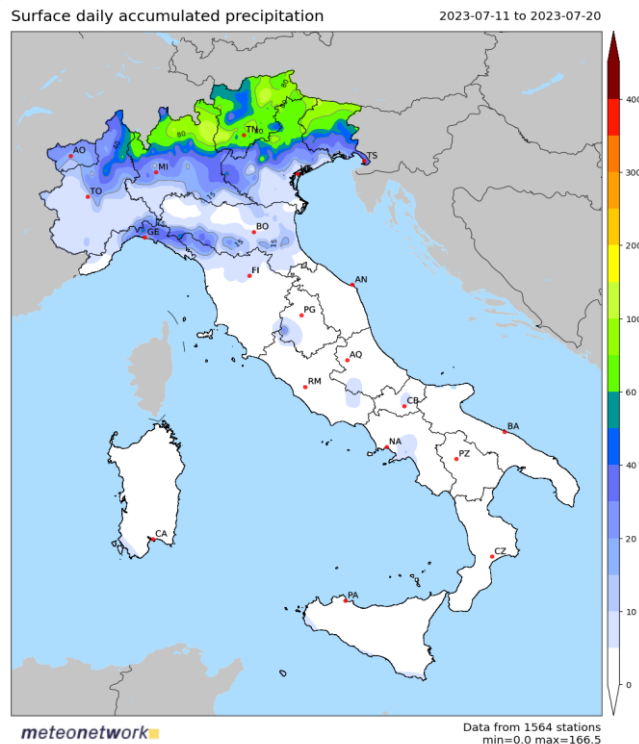 Surface daily accumulated precipitation
2023-07-11 to 2023-07-20
400
300
200
100
60
40
20
10
0
AO
TO
MI
TN
TS
GE
BO
FI
AN
PG
AQ
RM
CB
NA
BA
PZ
CA
CZ
PA
80
meteonetwork
Data from 1564 stations
min=0.0 max=166.5